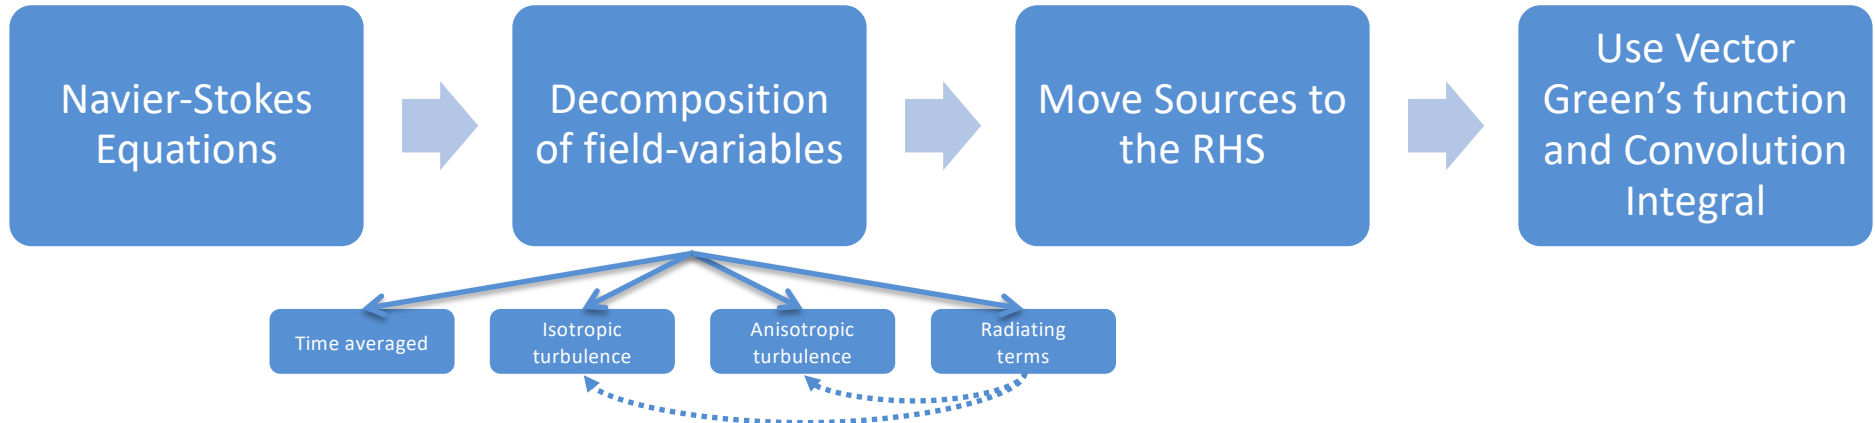 Navier-Stokes
Equations
Decomposition
of field-variables
Move Sources to
the RHS
Use Vector
Green’s function
and Convolution
Integral
Time averaged
Isotropic
turbulence
Anisotropic
turbulence
Radiating
terms